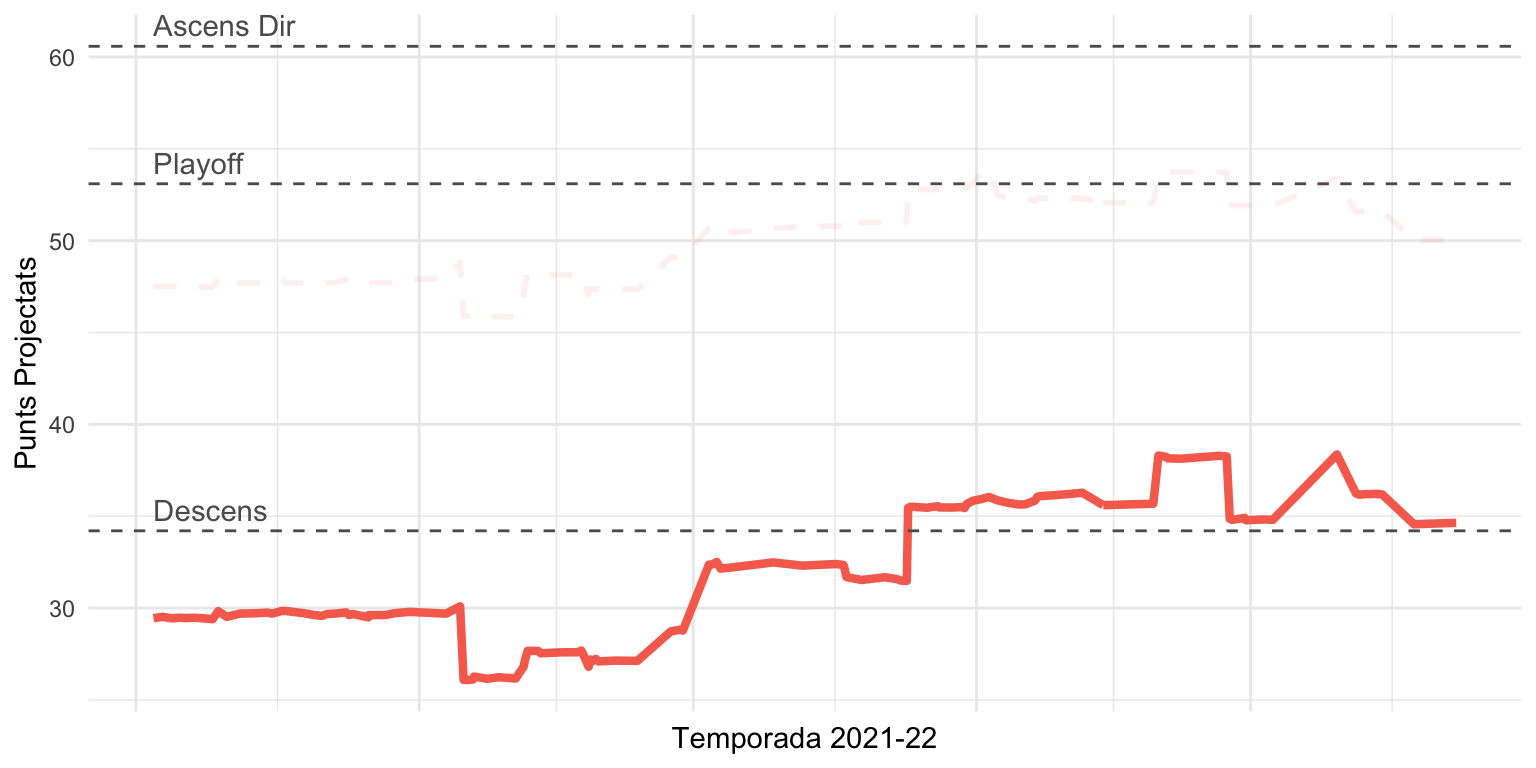 Ascens Dir
60
Playoff
50
40
Descens
30
Punts Projectats
Temporada 2021-22